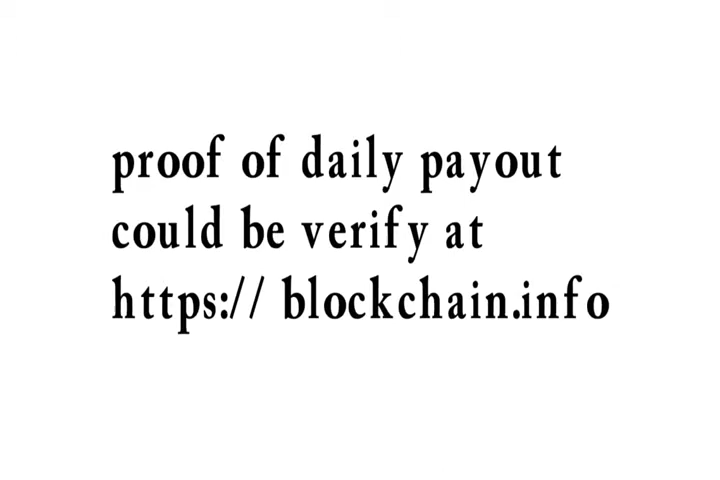 proof of daily payout
could be verify at
https:// blockchain.info